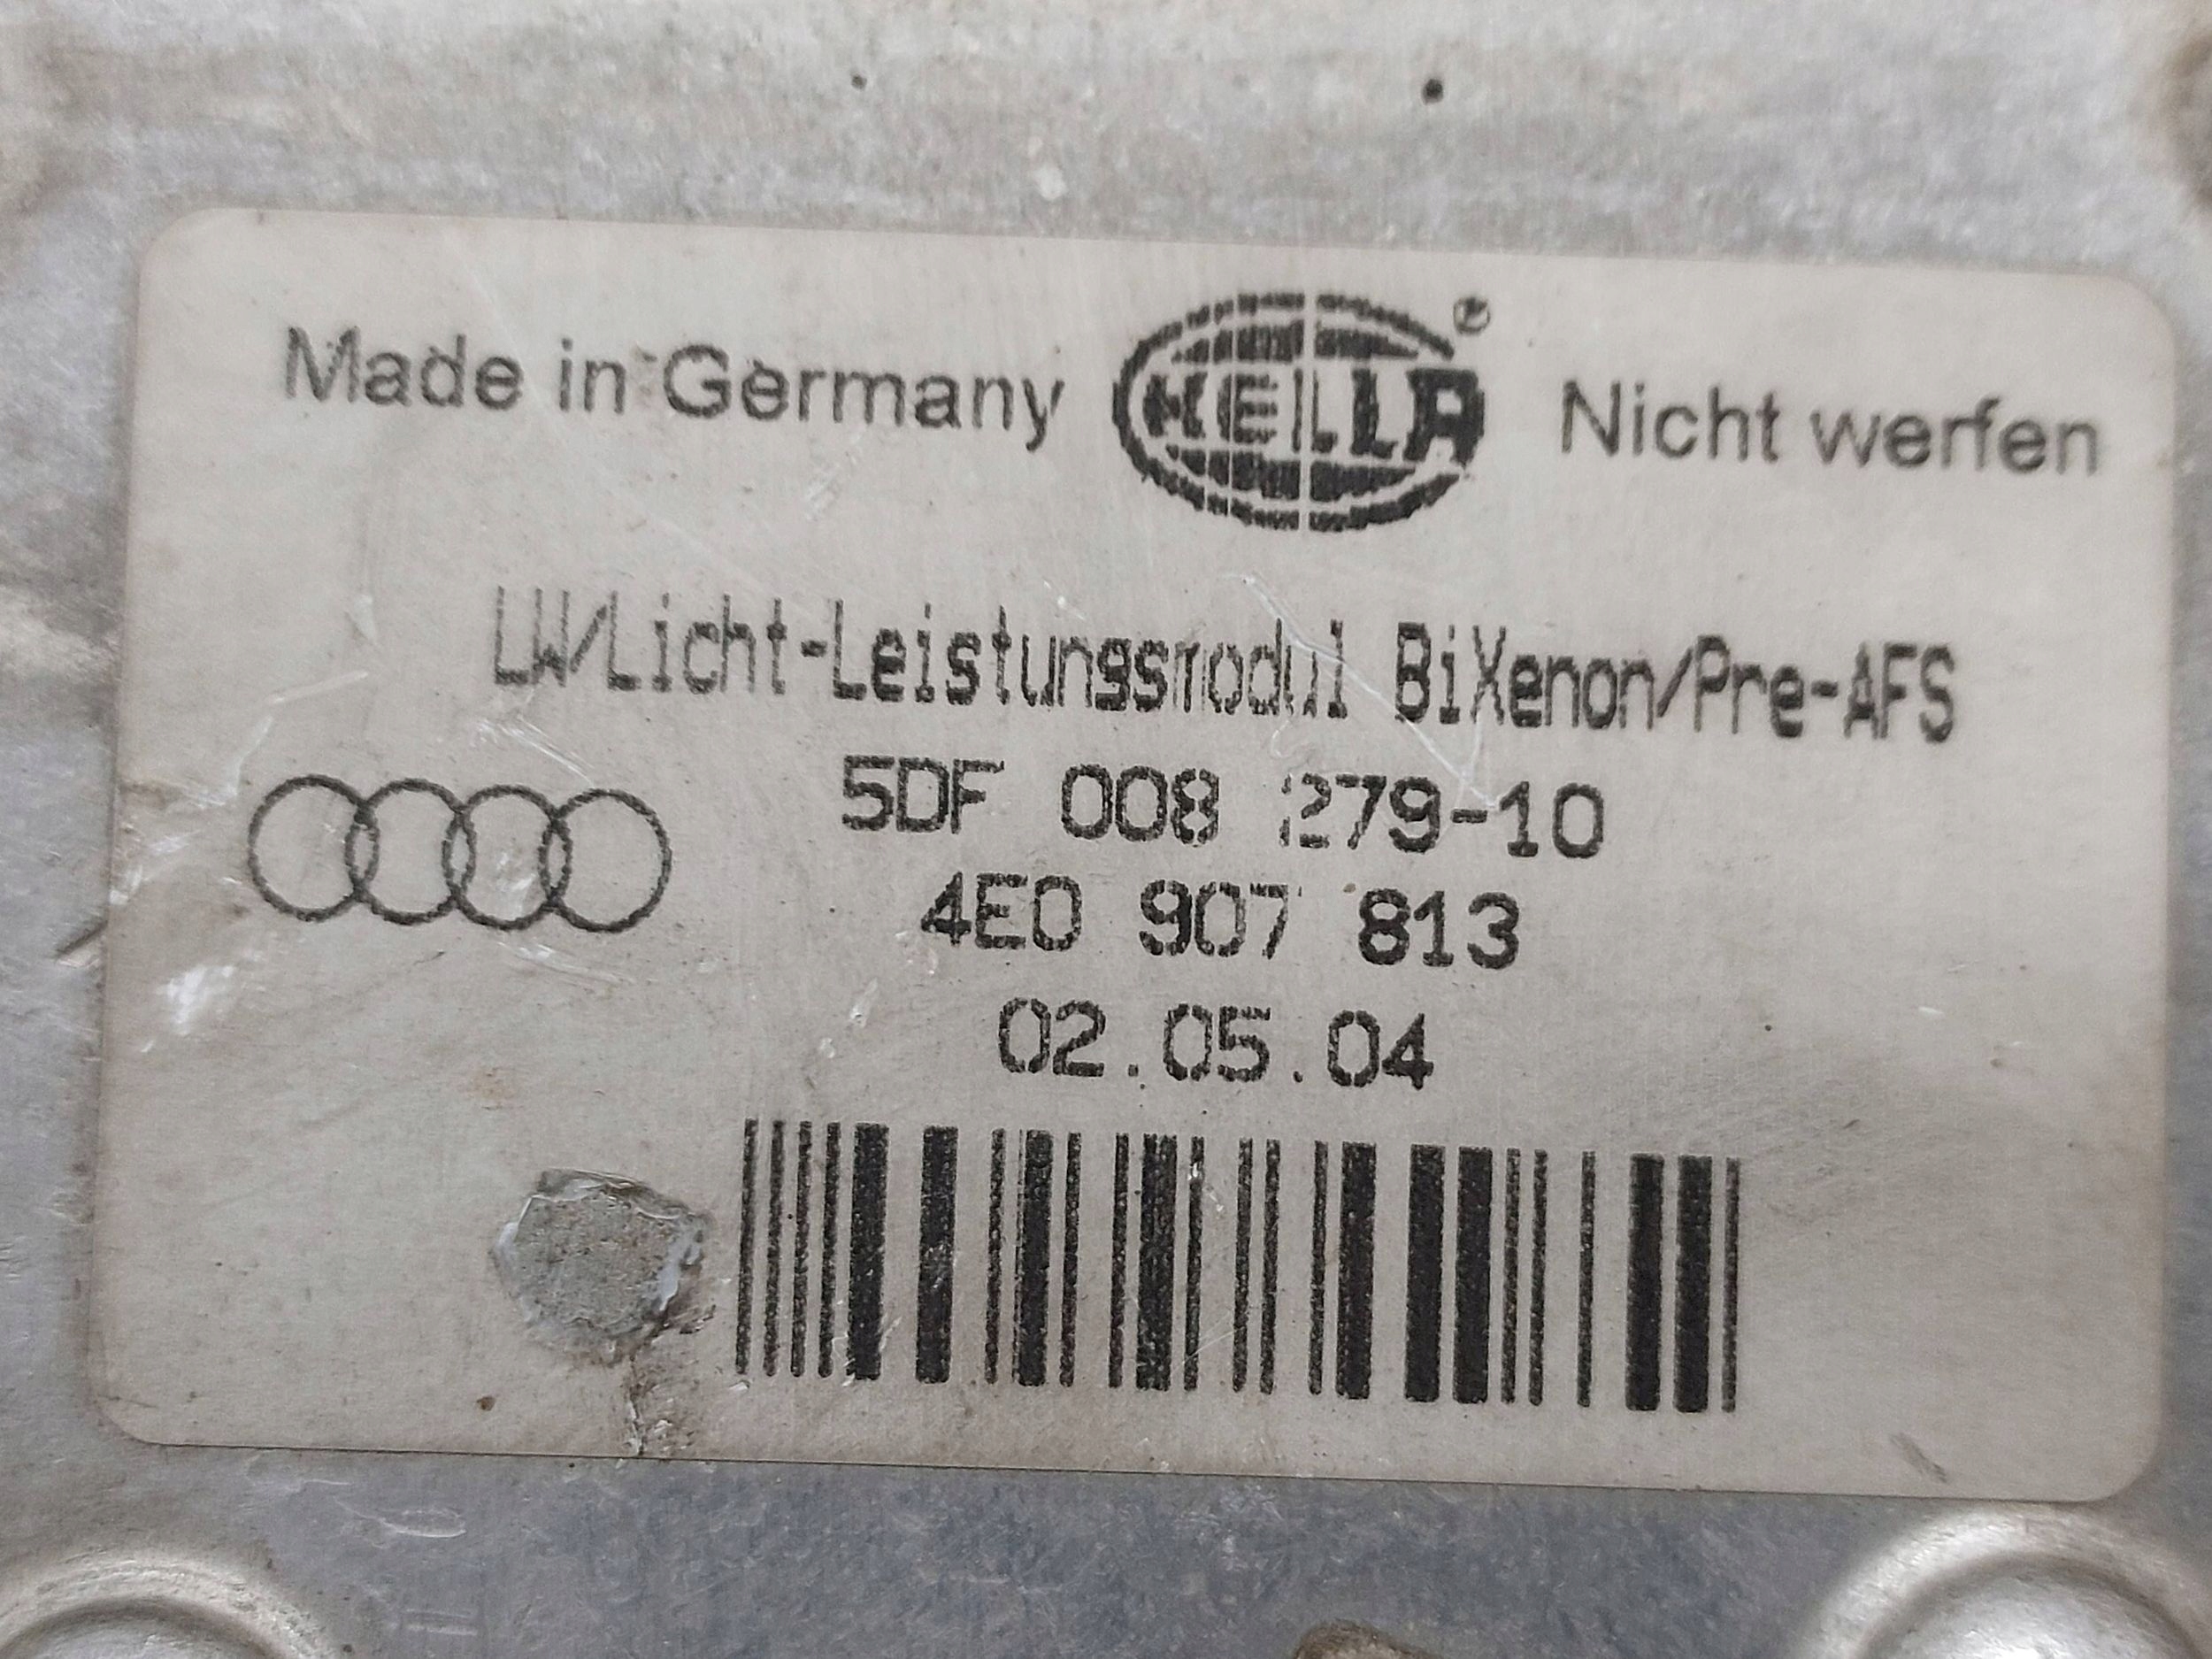 Made in Germany HELLA ® Nicht werfen
LW/Licht-Leistungsmodul BiXenon/Pre-AFS
5DF 008 279-10
4E0 907 813
02.05.04